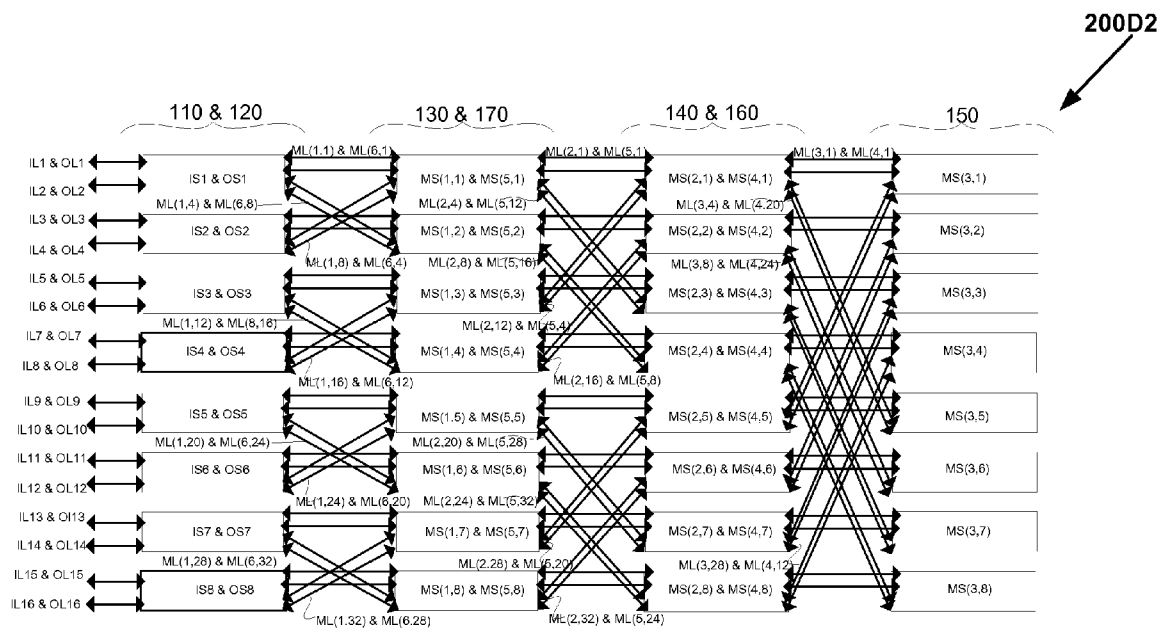 200D2
110 & 120
130 & 170
140 & 160
150
ML(1,1) & ML(6,1)
ML(2,1) & ML(5,1)
ML(3,1) & ML(4,1)
IL1 & OL1
IS1 & OS1
MS(1,1) & MS(5,1)
MS(2,1) & MS(4,1)
MS(3,1)
IL2 & OL2
ML(1,4) & ML(6,8)
ML(2,4) & ML(5,12)
ML(3,4) & ML(4,20)
IL3 & OL3
IS2 & OS2
MS(1,2) & MS(5,2)
MS(2,2) & MS(4,2)
MS(3,2)
IL4 & OL4
ML(1,8) & ML(6,4)
ML(2,8) & ML(5,16)
ML(3,8) & ML(4,24)
IL5 & OL5
IS3 & OS3
MS(1,3) & MS(5,3)
MS(2,3) & MS(4,3)
MS(3,3)
IL6 & OL6
ML(1,12) & ML(8,16)
ML(2,12) & ML(5,4)
IL7 & OL7
IS4 & OS4
MS(1,4) & MS(5,4)
MS(2,4) & MS(4,4)
MS(3,4)
IL8 & OL8
ML(1,16) & ML(6,12)
ML(2,16) & ML(5,8)
IL9 & OL9
IS5 & OS5
MS(1.5) & MS(5,5)
MS(2,5) & MS(4,5)
MS(3,5)
IL10 & OL10
ML(1,20) & ML(6,24)
ML(2,20) & ML(5,28)
IL11 & OL11
IS6 & OS6
MS(1,6) & MS(5,6)
MS(2,6) & MS(4,6)
MS(3,6)
IL12 & OL12
ML(1,24) & ML(6,20)
ML(2,24) & ML(5,32)
IL13 & Ol13
IS7 & OS7
MS(1,7) & MS(5,7)
MS(2,7) & MS(4,7)
MS(3,7)
IL14 & OL14
ML(1,28) & ML(6,32)
ML(2.28) & ML(5,20)
ML(3,28) & ML(4,12)
IL15 & OL15
IS8 & OS8
MS(1,8) & MS(5,8)
MS(2,8) & MS(4,8)
MS(3,8)
IL16 & OL16
ML(1.32) & ML(6.28)
ML(2,32) & ML(5,24)